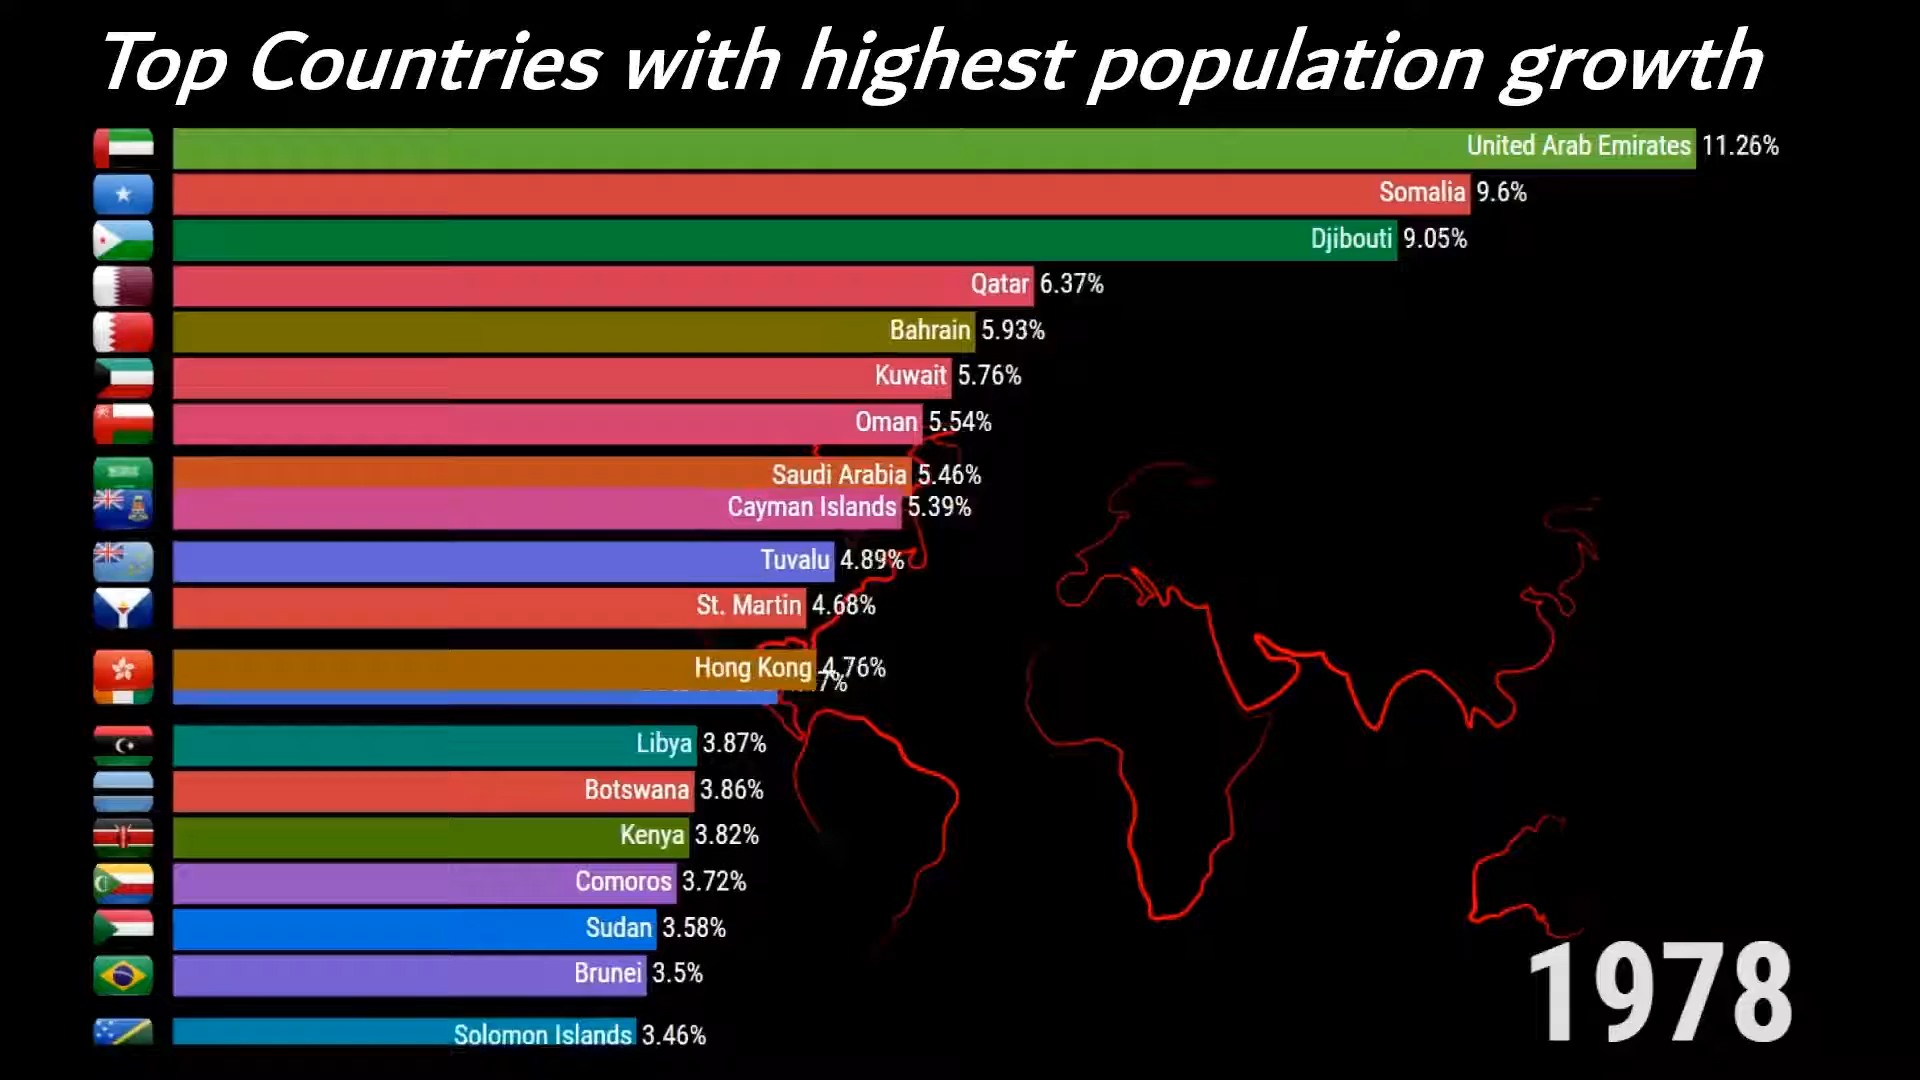 Top Countries with highest population growth
United Arab Emirates 11.26%
Somalia 9.6%
Djibouti 9.05%
Qatar 6.37%
Bahrain 5.93%
Kuwait 5.76%
Oman 5.54%
Saudi Arabia 5.46%
Cayman Islands 5.39%
Tuvalu 4.89%
St. Martin 4.68%
Hong Kong 4.76%
Libya 3.87%
Botswana 3.86%
Kenya 3.82%
Comoros 3.72%
Sudan 3.58%
Brunei 3.5%
Solomon Islands 3.46%
1978